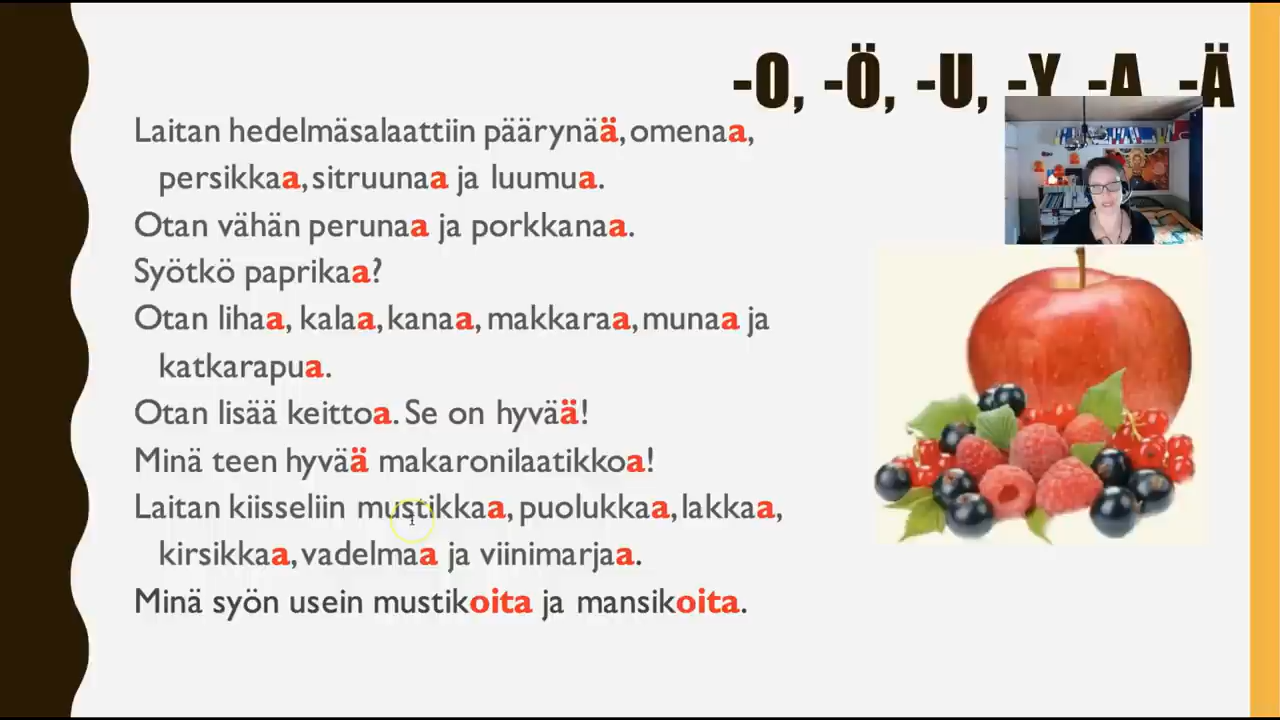 -O, -Ö, -U, -Y, -A, -Ä
Laitan hedelmäsalaattiin päärynää, omenaa,
persikkaa, sitruunaa ja luumua.
Otan vähän perunaa ja porkkanaa.
Syötkö paprikaa?
Otan lihaa, kalaa, kanaa, makkaraa, munaa ja
katkarapua.
Otan lisää keittoa. Se on hyvää!
Minä teen hyvää makaronilaatikkoa!
Laitan kiisseliin mustikkaa, puolukkaa, lakkaa,
kirsikkaa, vadelmaa ja viinimarjaa.
Minä syön usein mustikoita ja mansikoita.